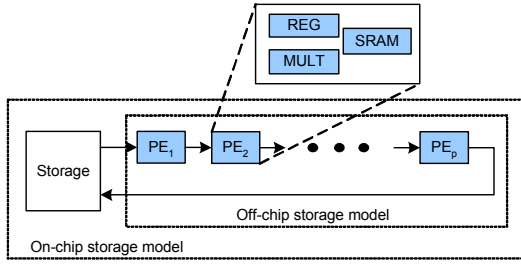 REG
SRAM
MULT
Storage
PE1
PE2
PEp
Off-chip storage model
On-chip storage model